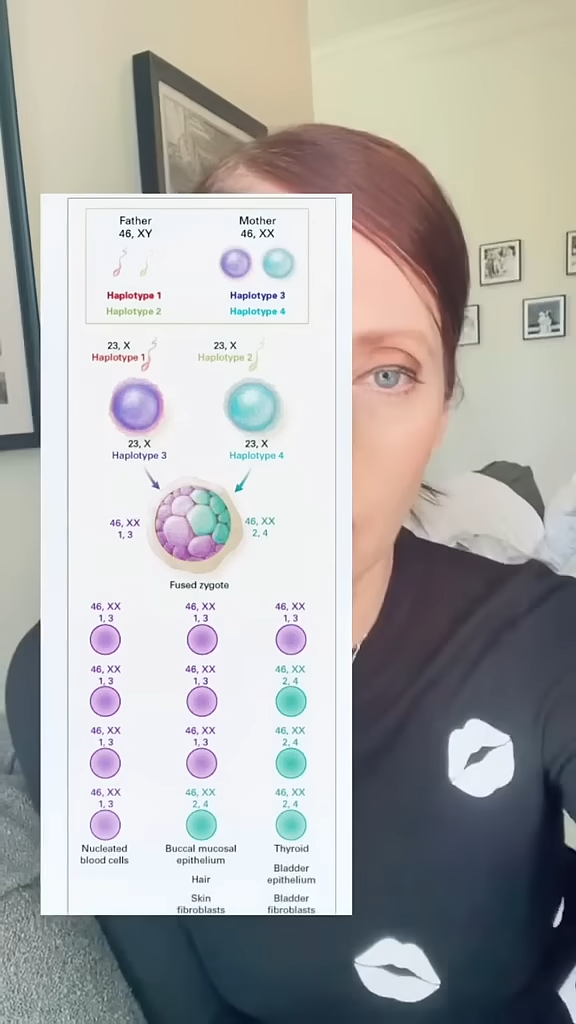 Father
46, XY
Mother
46, XX
Haplotype 1
Haplotype 2
Haplotype 3
Haplotype 4
23, X
Haplotype 1
23, X
Haplotype 2
23, X
Haplotype 3
23, X
Haplotype 4
46, XX
1, 3
46, XX
2, 4
Fused zygote
46, XX
1, 3
46, XX
1, 3
46, XX
1, 3
46, XX
1, 3
46, XX
1, 3
46, XX
2, 4
46, XX
1, 3
46, XX
1, 3
46, XX
2, 4
46, XX
1, 3
46, XX
2, 4
46, XX
2, 4
Nucleated
blood cells
Buccal mucosal
epithelium
Hair
Skin
fibroblasts
Thyroid
Bladder
epithelium
Bladder
fibroblasts